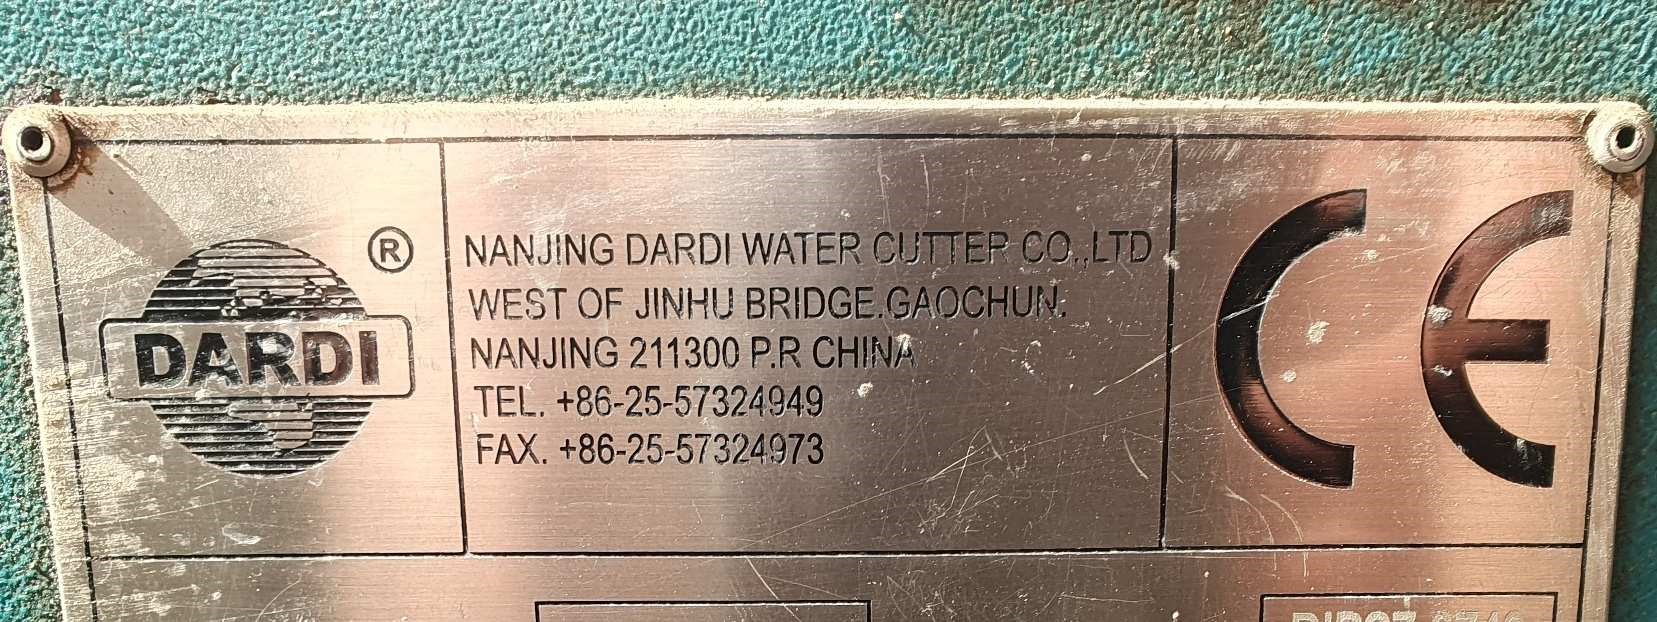 DARDI ®
NANJING DARDI WATER CUTTER CO.,LTD
WEST OF JINHU BRIDGE.GAOCHUN.
NANJING 211300 P.R CHINA
TEL. +86-25-57324949
FAX. +86-25-57324973
CE